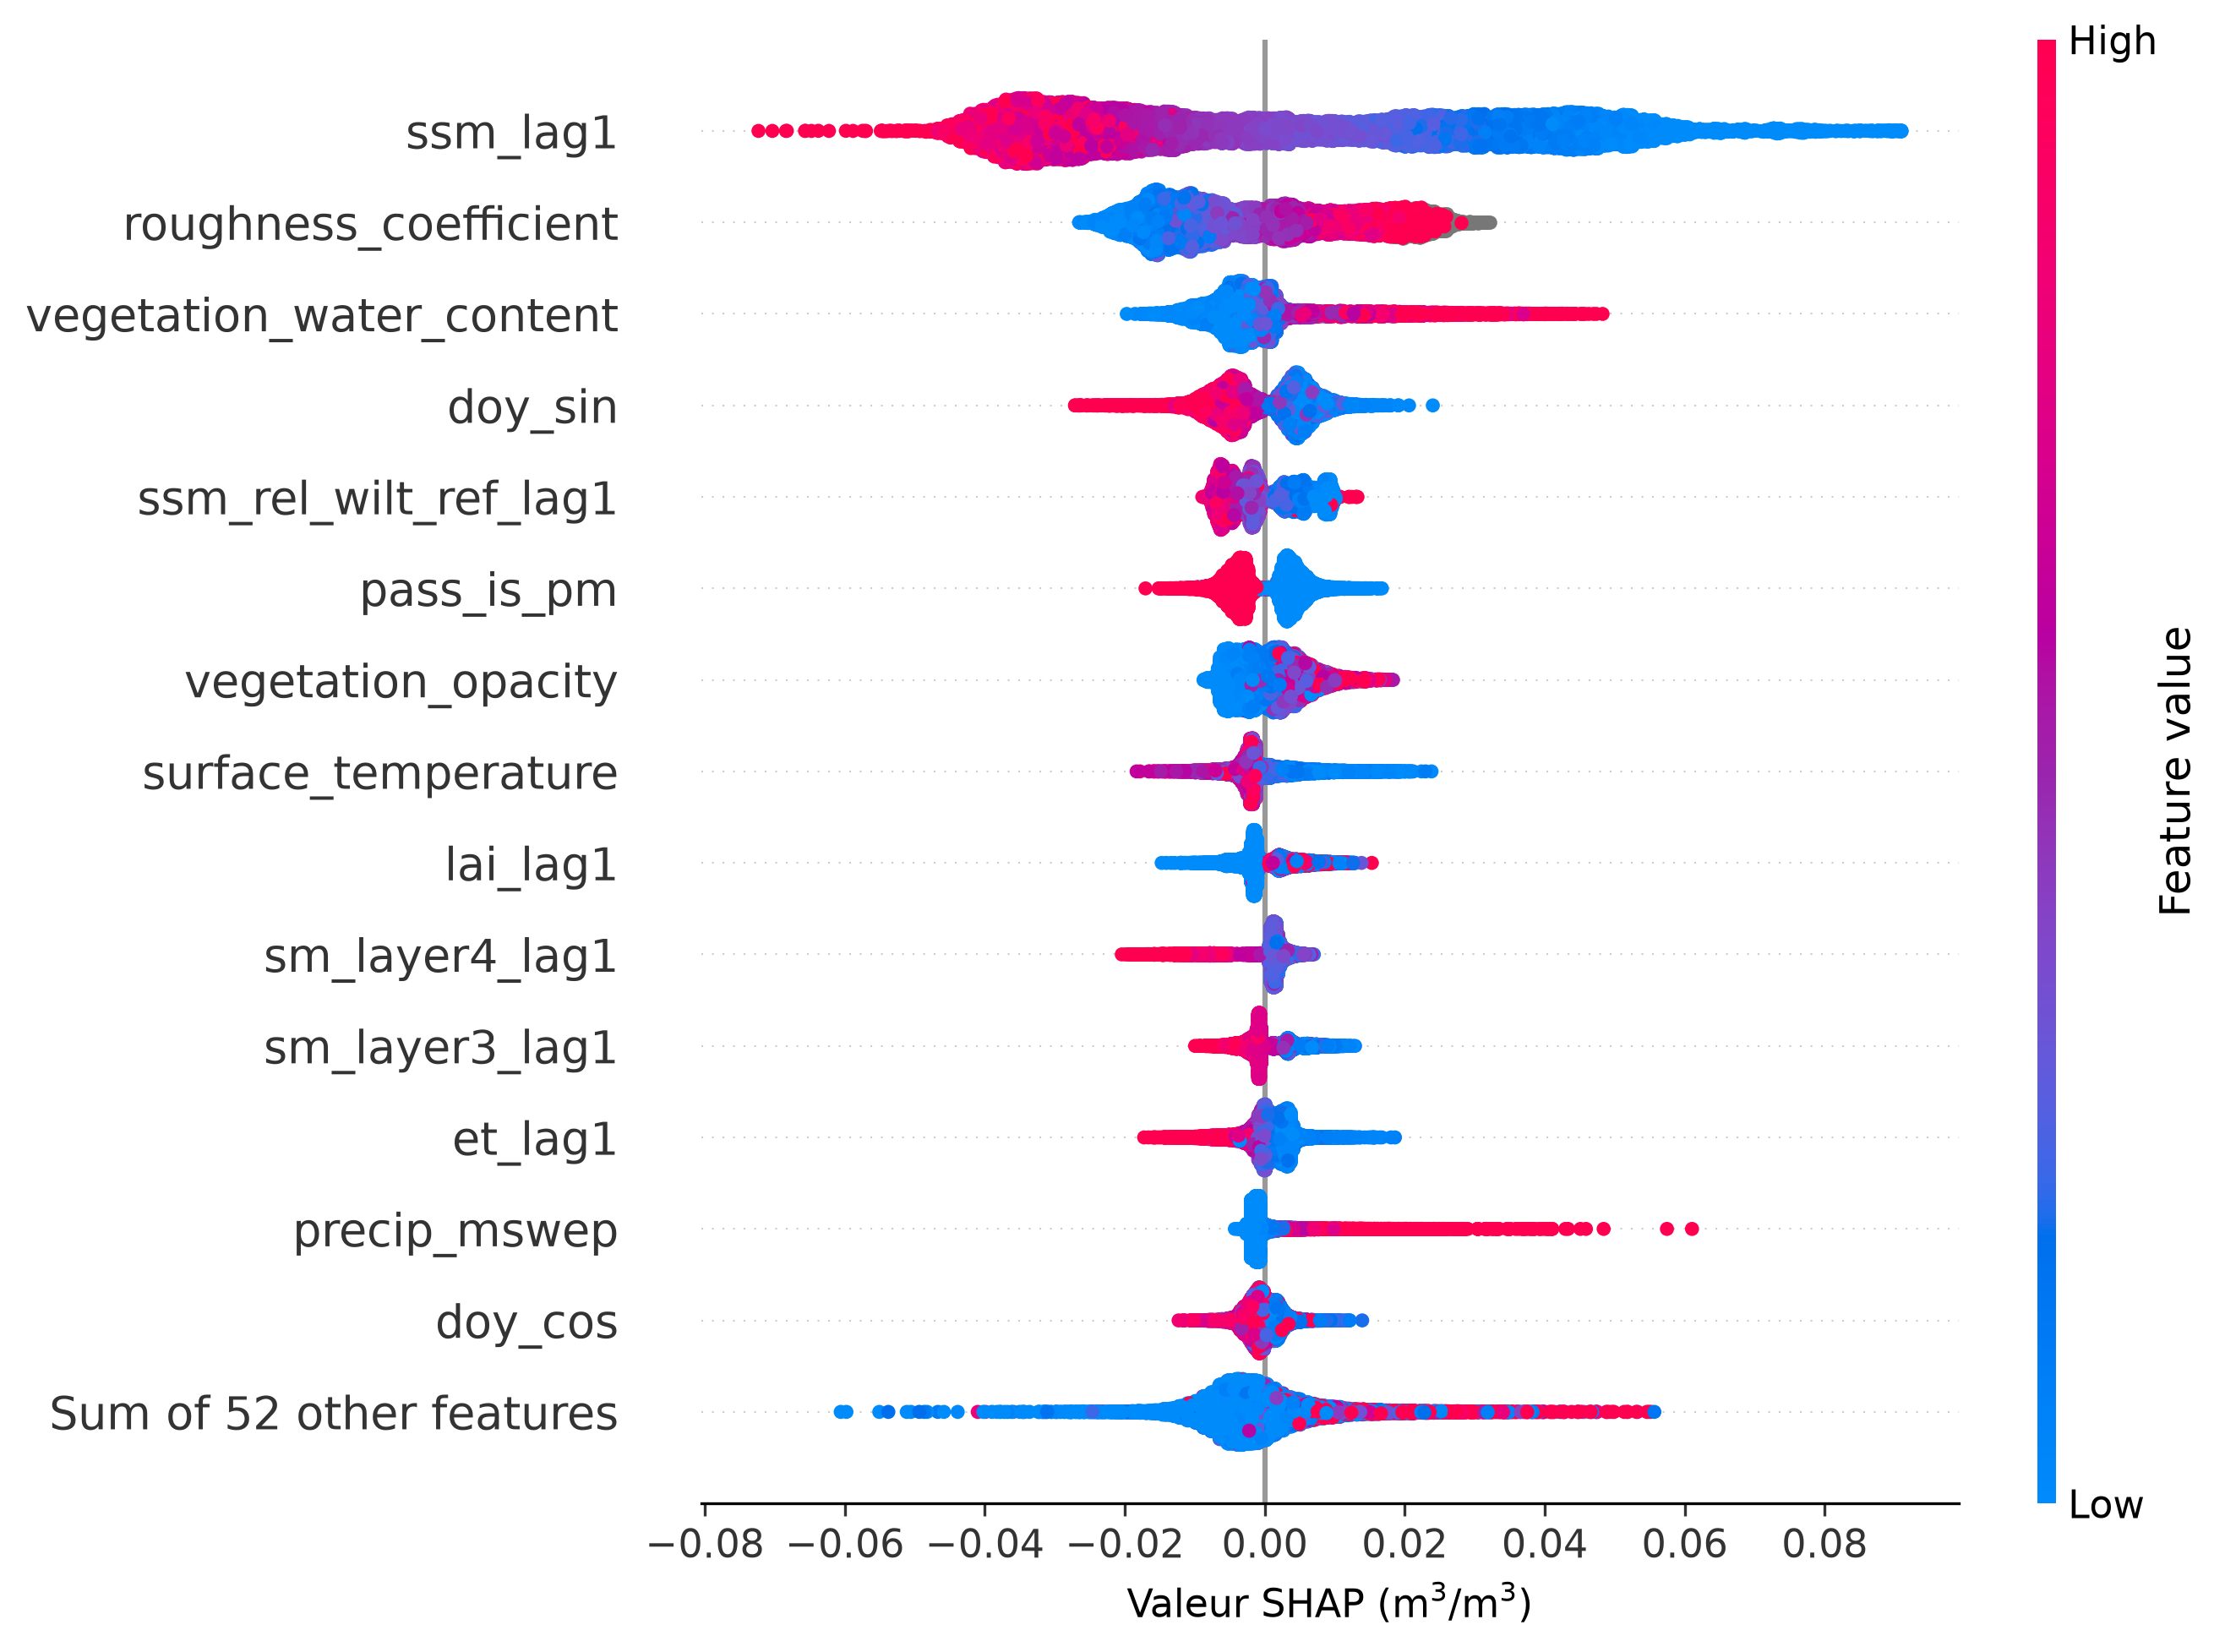 High
ssm_lag1
roughness_coefficient
vegetation_water_content
doy_sin
ssm_rel_wilt_ref_lag1
pass_is_pm
vegetation_opacity
surface_temperature
lai_lag1
sm_layer4_lag1
sm_layer3_lag1
et_lag1
precip_mswep
doy_cos
Sum of 52 other features
Feature value
Low
−0.08 −0.06 −0.04 −0.02 0.00 0.02 0.04 0.06 0.08
Valeur SHAP (m³/m³)